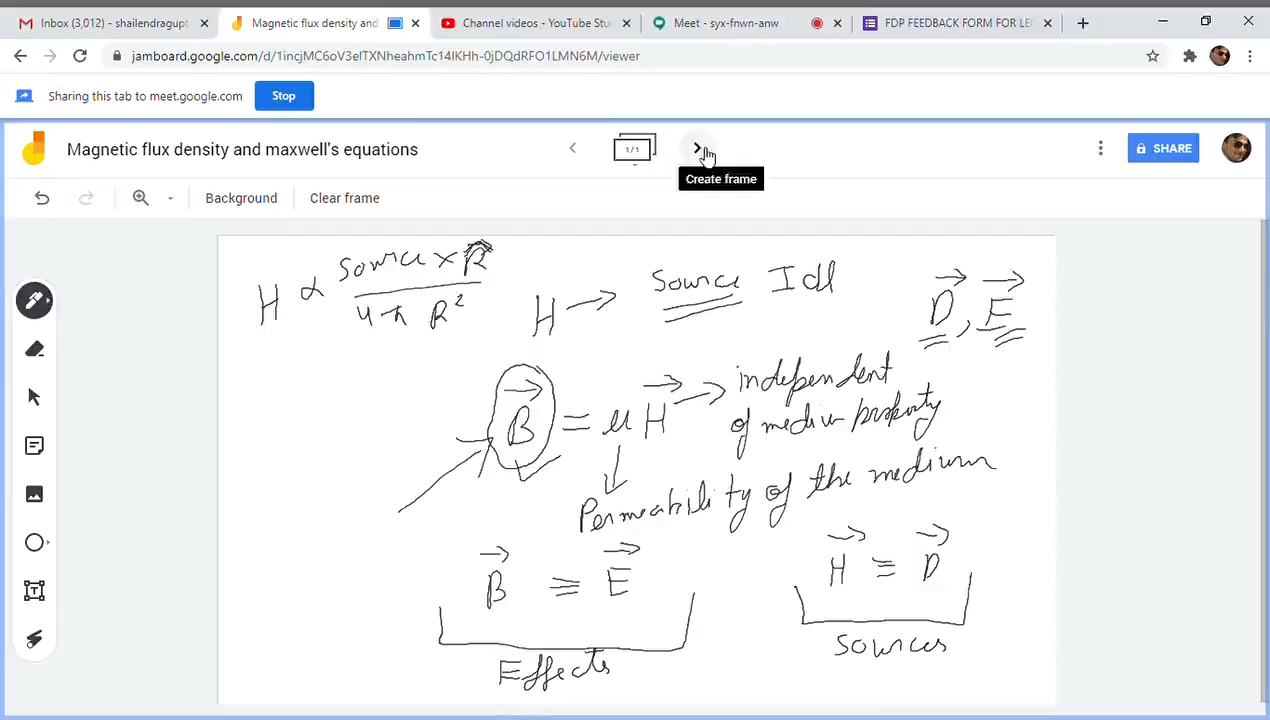 Inbox (3,012) - shailendragupt
Magnetic flux density and
Channel videos - YouTube Stu
Meet - syx-fnwn-anw
FDP FEEDBACK FORM FOR LE
jamboard.google.com/d/1incjMC6oV3elTXNheahmTc14IKHh-0jDQdRFO1LMN6M/viewer
Sharing this tab to meet.google.com
Stop
Magnetic flux density and maxwell's equations
1/1
SHARE
Create frame
Background
Clear frame
H ∝ Source × R / 4π R²
H → Source Idl
D, E
B = μ H → independent
of medium property
Permeability of the medium
B ≡ E
H ≡ D
Effects
Sources